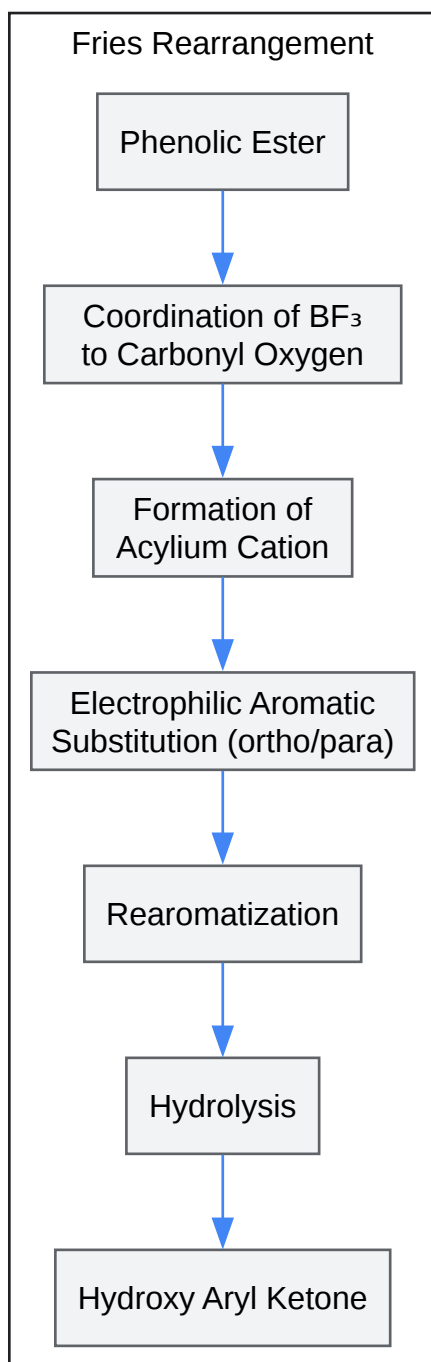 Fries Rearrangement
Phenolic Ester
Coordination of BF₃
to Carbonyl Oxygen
Formation of
Acylium Cation
Electrophilic Aromatic
Substitution (ortho/para)
Rearomatization
Hydrolysis
Hydroxy Aryl Ketone